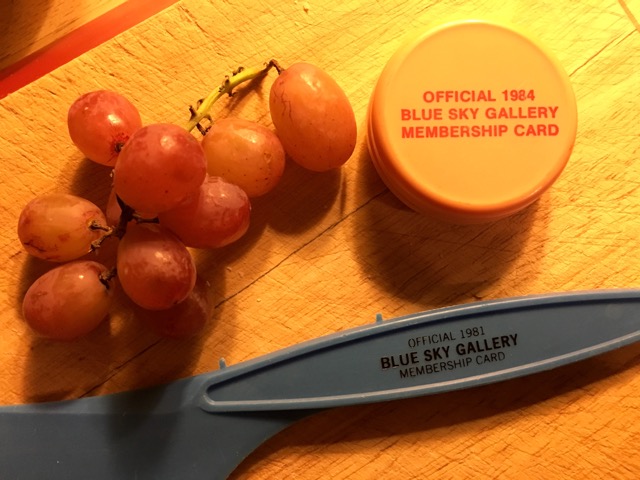 OFFICIAL 1984
BLUE SKY GALLERY
MEMBERSHIP CARD
OFFICIAL 1981
BLUE SKY GALLERY
MEMBERSHIP CARD